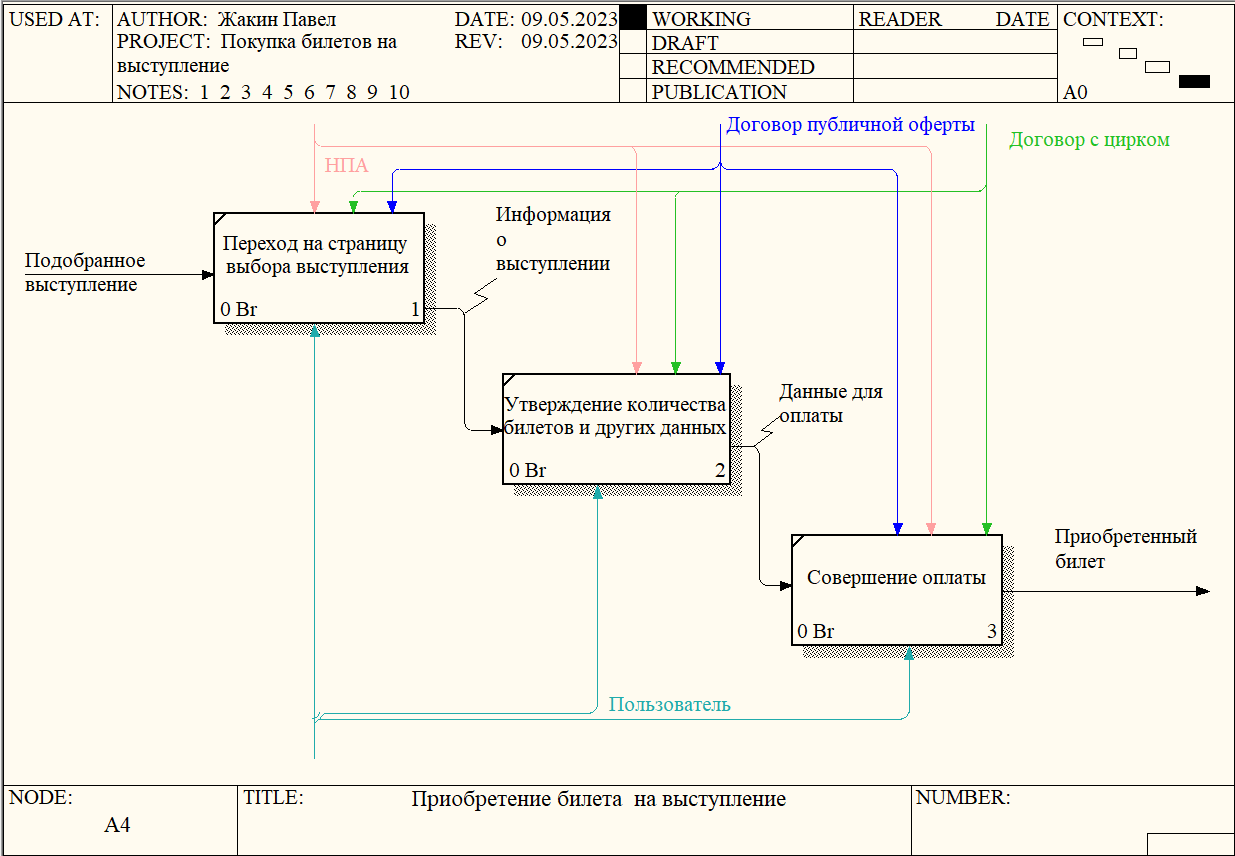 USED AT:
AUTHOR: Жакин Павел
DATE: 09.05.2023
PROJECT: Покупка билетов на
выступление
REV: 09.05.2023
NOTES: 1 2 3 4 5 6 7 8 9 10
WORKING
DRAFT
RECOMMENDED
PUBLICATION
READER DATE
CONTEXT:
A0
Договор публичной оферты
Договор с цирком
НПА
Информация
о
выступлении
Подобранное
выступление
Переход на страницу
выбора выступления
0 Br 1
Данные для
оплаты
Утверждение количества
билетов и других данных
0 Br 2
Приобретенный
билет
Совершение оплаты
0 Br 3
Пользователь
NODE:
A4
TITLE:
Приобретение билета на выступление
NUMBER: